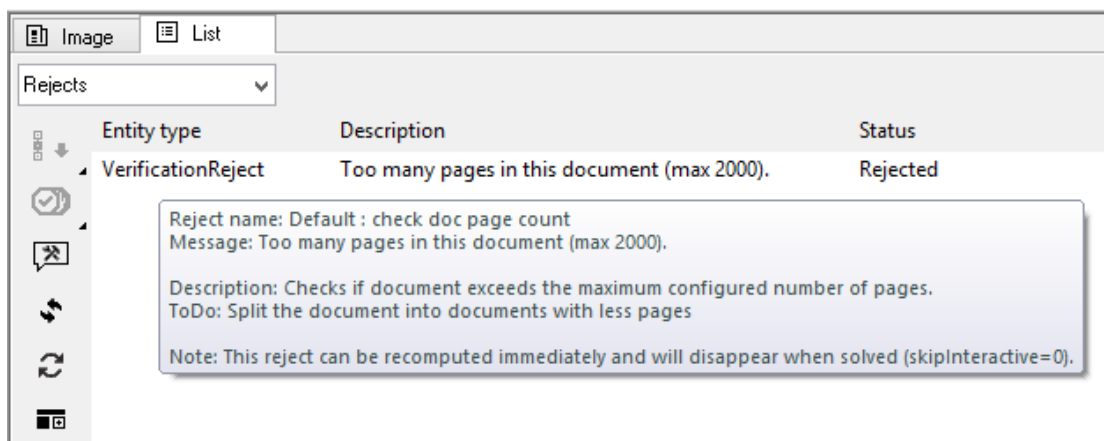 Image
List
Rejects
Entity type Description Status
VerificationReject Too many pages in this document (max 2000). Rejected
Reject name: Default : check doc page count
Message: Too many pages in this document (max 2000).
Description: Checks if document exceeds the maximum configured number of pages.
ToDo: Split the document into documents with less pages
Note: This reject can be recomputed immediately and will disappear when solved (skipInteractive=0).